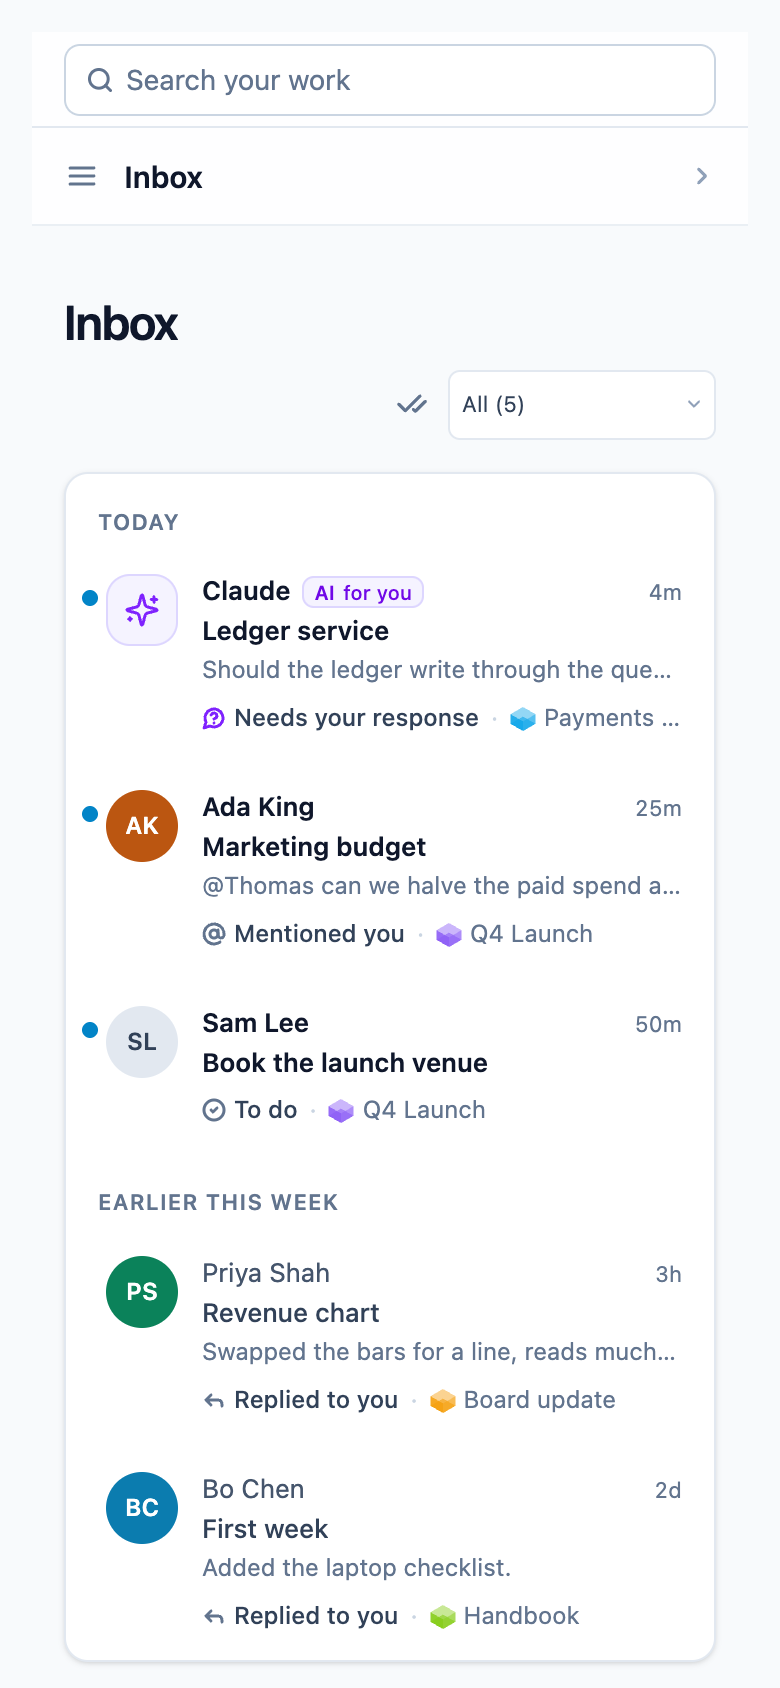 Search your work
Inbox
Inbox
All (5)
TODAY
Claude AI for you 4m
Ledger service
Should the ledger write through the que...
Needs your response · Payments ...
AK Ada King 25m
Marketing budget
@Thomas can we halve the paid spend a...
Mentioned you · Q4 Launch
SL Sam Lee 50m
Book the launch venue
To do · Q4 Launch
EARLIER THIS WEEK
PS Priya Shah 3h
Revenue chart
Swapped the bars for a line, reads much...
Replied to you · Board update
BC Bo Chen 2d
First week
Added the laptop checklist.
Replied to you · Handbook